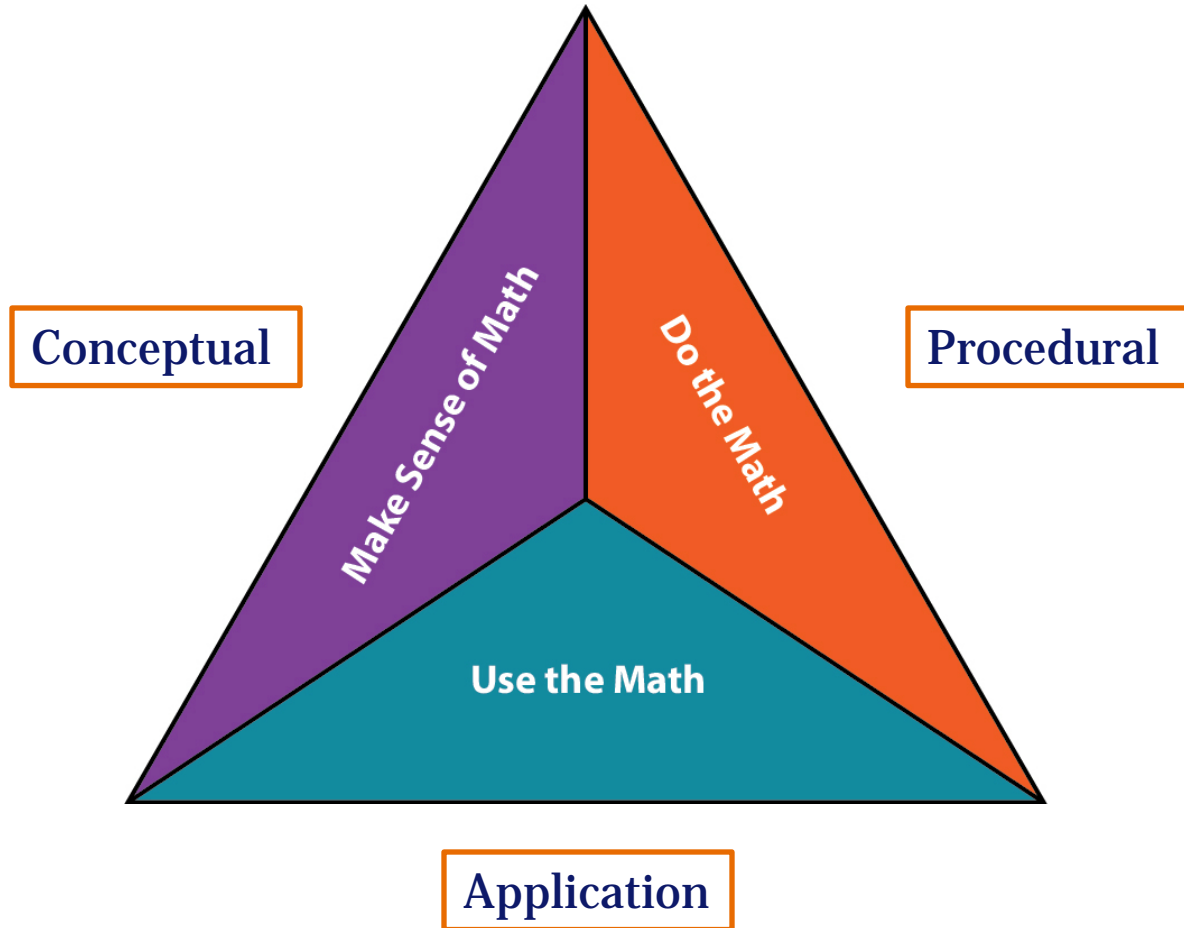 Conceptual
Make Sense of Math
Do the Math
Procedural
Use the Math
Application